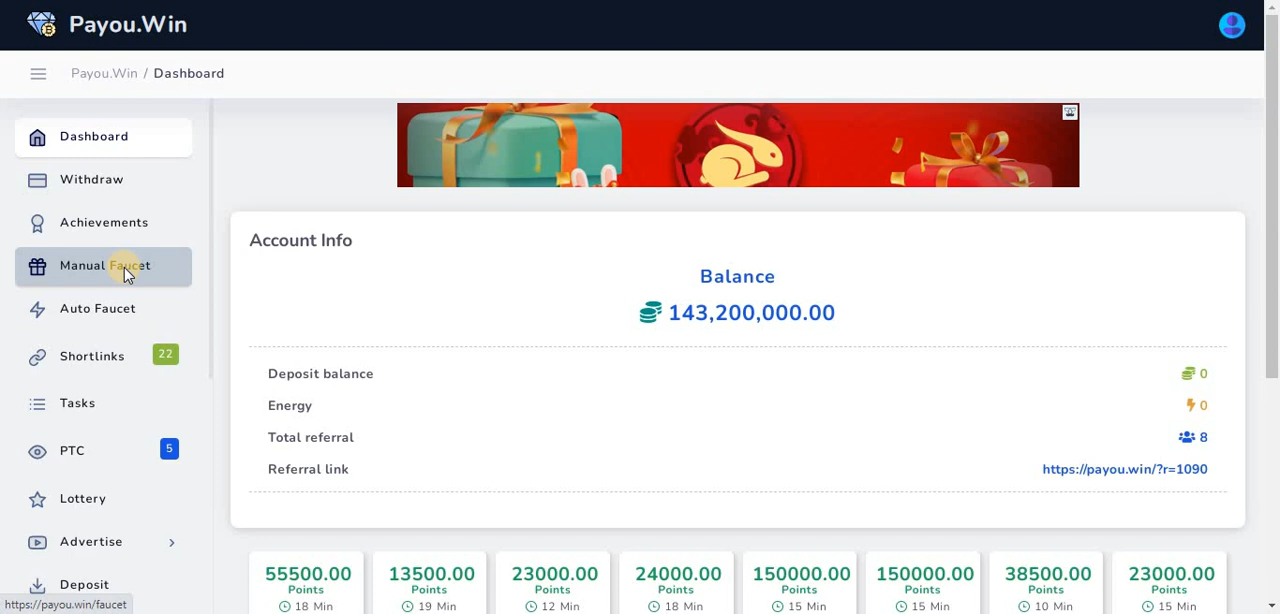 Payou.Win
Payou.Win / Dashboard
Dashboard
Withdraw
Achievements
Manual Faucet
Auto Faucet
Shortlinks 22
Tasks
PTC 5
Lottery
Advertise
Deposit
https://payou.win/faucet
Account Info
Balance
143,200,000.00
Deposit balance 0
Energy 0
Total referral 8
Referral link https://payou.win/?r=1090
55500.00 13500.00 23000.00 24000.00 150000.00 150000.00 38500.00 23000.00
Points Points Points Points Points Points Points Points
18 Min 19 Min 12 Min 18 Min 15 Min 15 Min 10 Min 15 Min